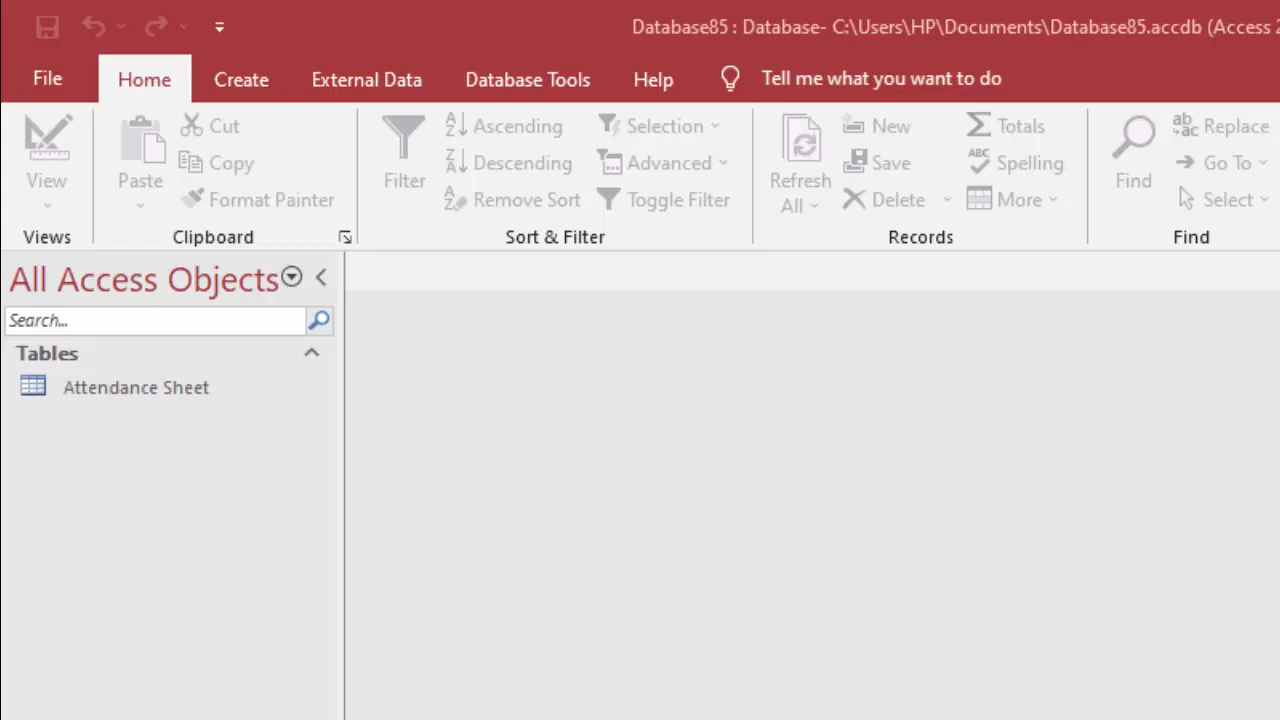 Database85 : Database- C:\Users\HP\Documents\Database85.accdb (Access 2
File Home Create External Data Database Tools Help Tell me what you want to do
View
Views
Paste
Cut
Copy
Format Painter
Clipboard
Filter
Ascending
Descending
Remove Sort
Selection
Advanced
Toggle Filter
Sort & Filter
Refresh
All
New
Save
Delete
Totals
Spelling
More
Records
Find
Replace
Go To
Select
Find
All Access Objects
Search...
Tables
Attendance Sheet